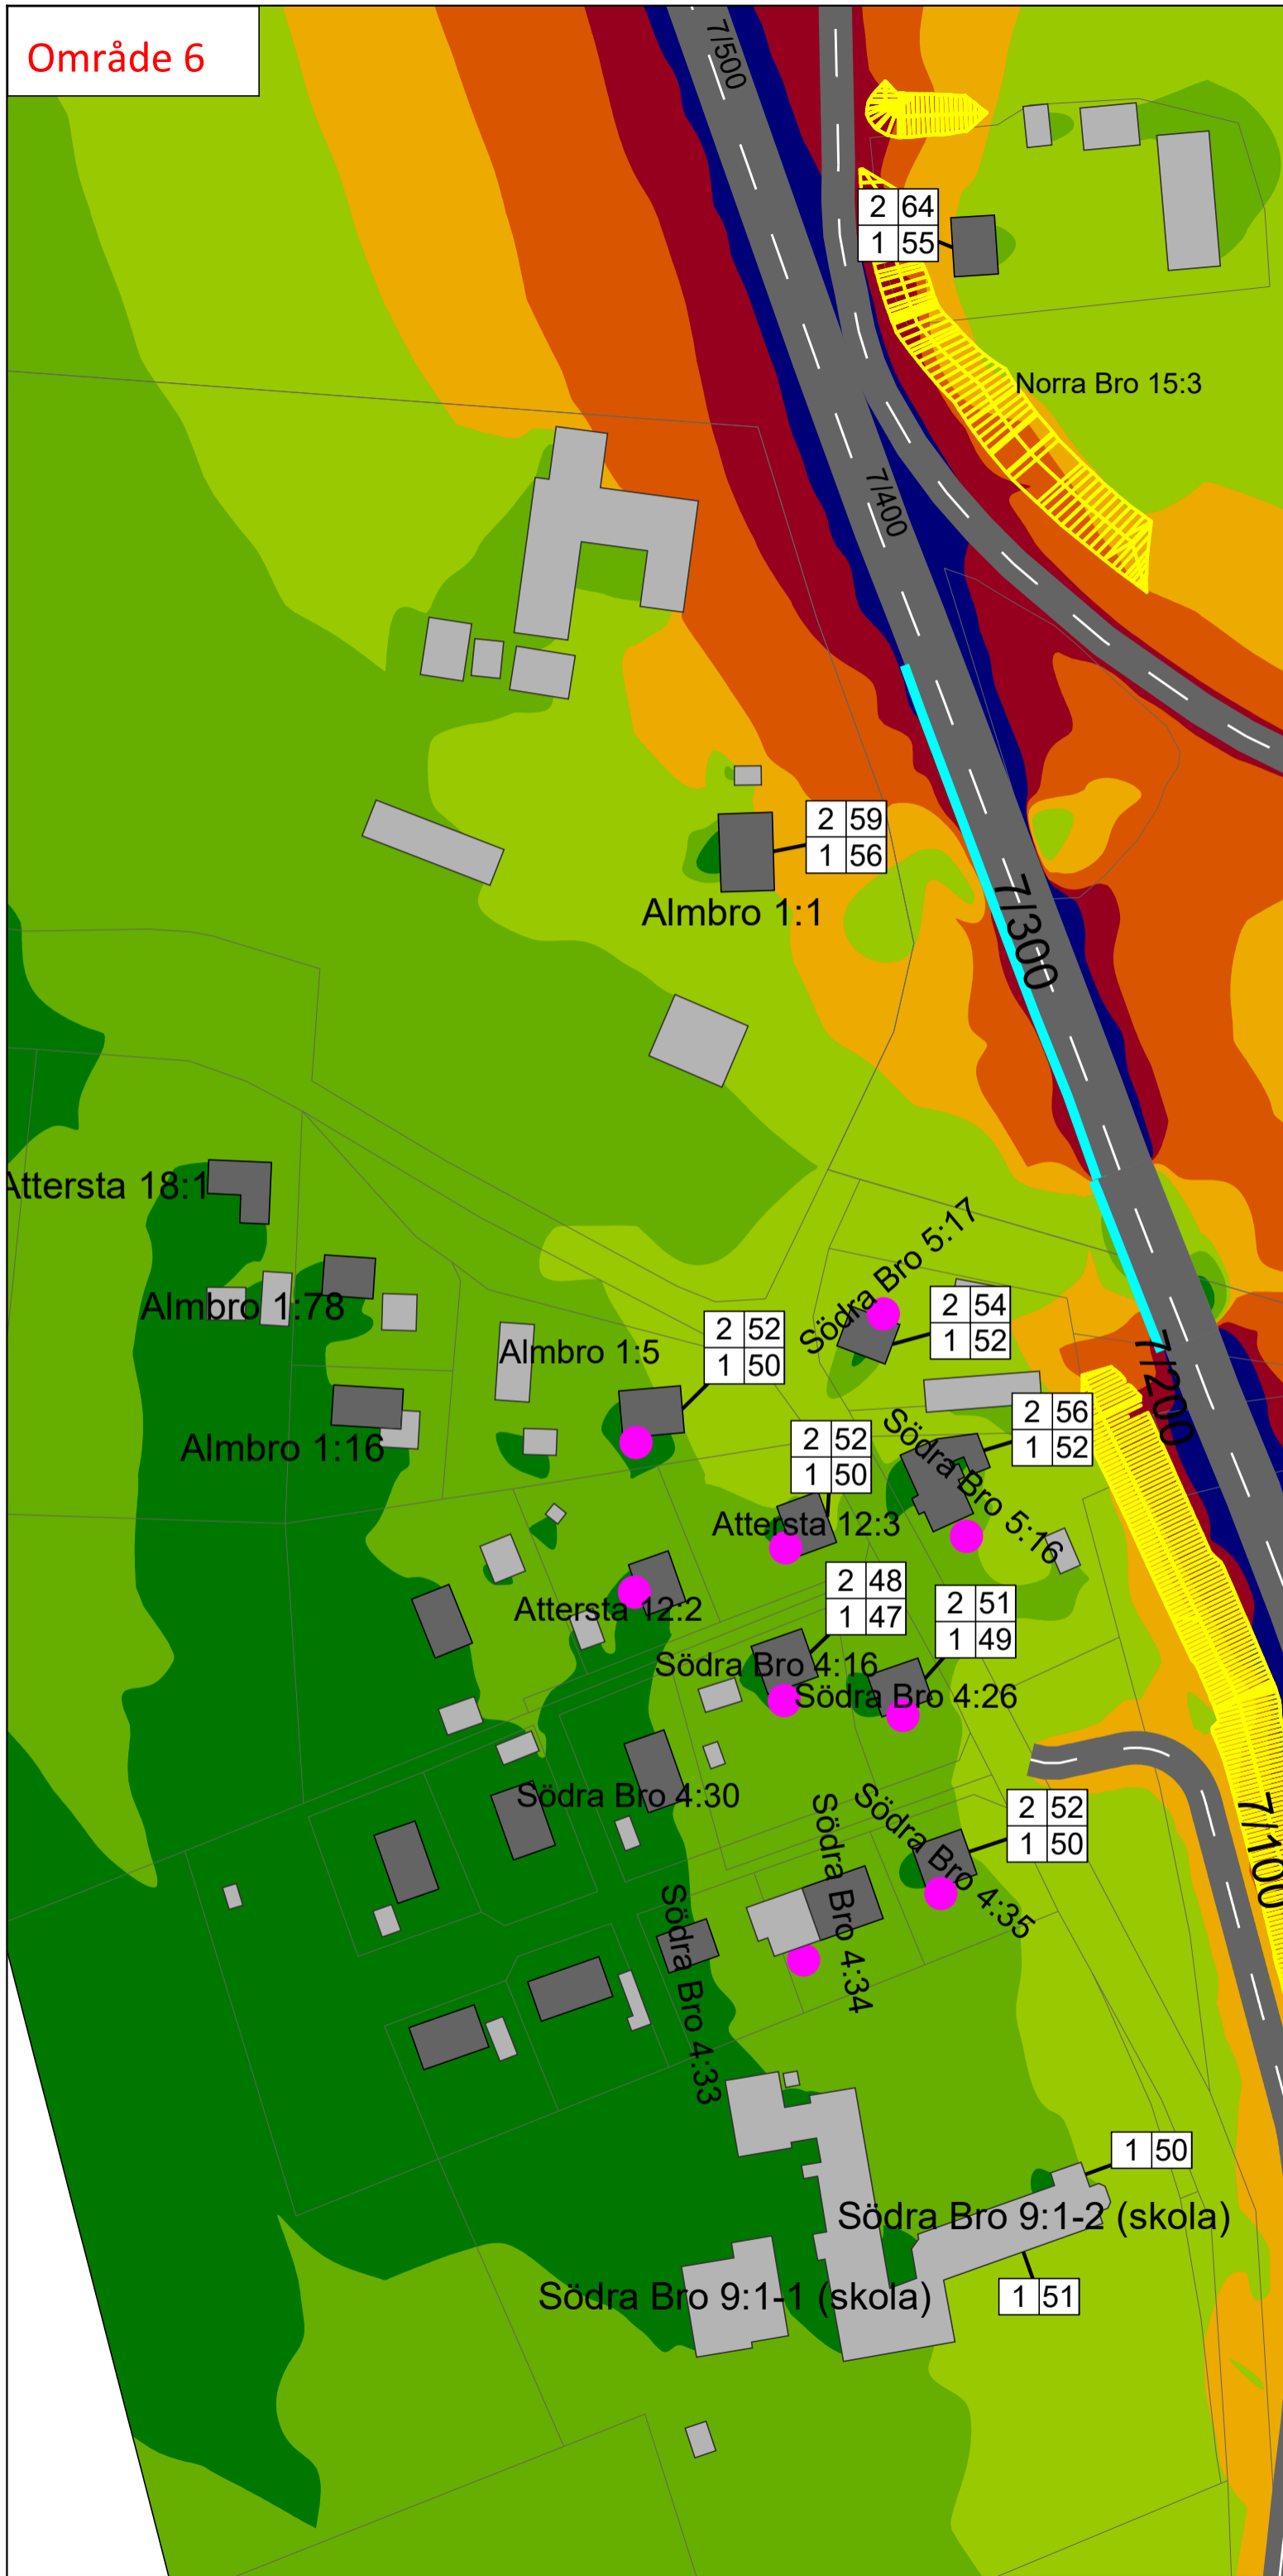 Område 6
7/500
2 64
1 55
Norra Bro 15:3
7/400
2 59
1 56
Almbro 1:1
7/300
Attersta 18:1
Södra Bro 5:17
Almbro 1:78
2 54
1 52
2 52
1 50
Almbro 1:5
7/200
2 56
1 52
Almbro 1:16
2 52
1 50
Södra Bro 5:16
Attersta 12:3
2 48
1 47
2 51
1 49
Attersta 12:2
Södra Bro 4:16
Södra Bro 4:26
Södra Bro 4:30
2 52
1 50
Södra Bro 4:35
Södra Bro 4:34
7/100
Södra Bro 4:33
1 50
Södra Bro 9:1-2 (skola)
Södra Bro 9:1-1 (skola)
1 51